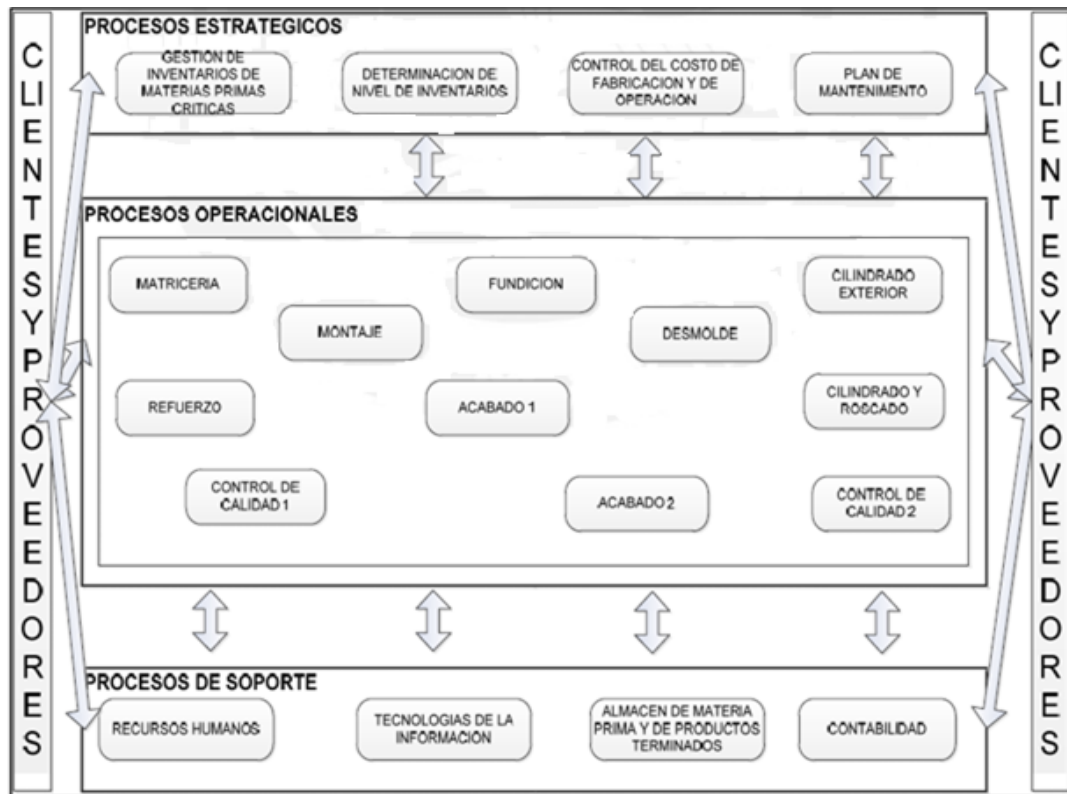 CLIENTES Y PROVEEDORES
PROCESOS ESTRATEGICOS
GESTION DE
INVENTARIOS DE
MATERIAS PRIMAS
CRITICAS
DETERMINACION DE
NIVEL DE INVENTARIOS
CONTROL DEL COSTO DE
FABRICACION Y DE
OPERACIÓN
PLAN DE
MANTENIMIENTO
PROCESOS OPERACIONALES
MATRICERIA
FUNDICION
CILINDRADO
EXTERIOR
MONTAJE
DESMOLDE
REFUERZO
ACABADO 1
CILINDRADO Y
ROSCADO
CONTROL DE
CALIDAD 1
ACABADO 2
CONTROL DE
CALIDAD 2
PROCESOS DE SOPORTE
RECURSOS HUMANOS
TECNOLOGIAS DE LA
INFORMACION
ALMACEN DE MATERIA
PRIMA Y DE PRODUCTOS
TERMINADOS
CONTABILIDAD
CLIENTES Y PROVEEDORES